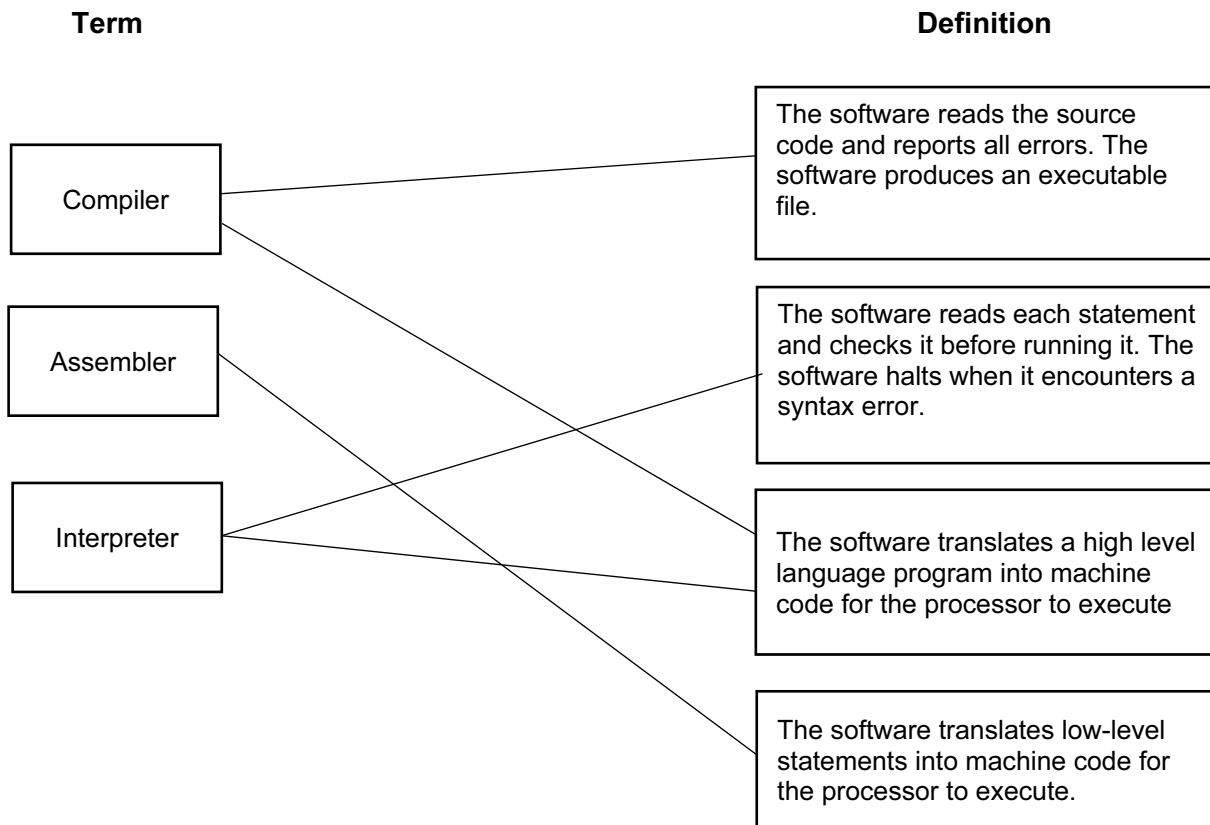 Term
Definition
Compiler
Assembler
Interpreter
The software reads the source
code and reports all errors. The
software produces an executable
file.
The software reads each statement
and checks it before running it. The
software halts when it encounters a
syntax error.
The software translates a high level
language program into machine
code for the processor to execute
The software translates low-level
statements into machine code for
the processor to execute.